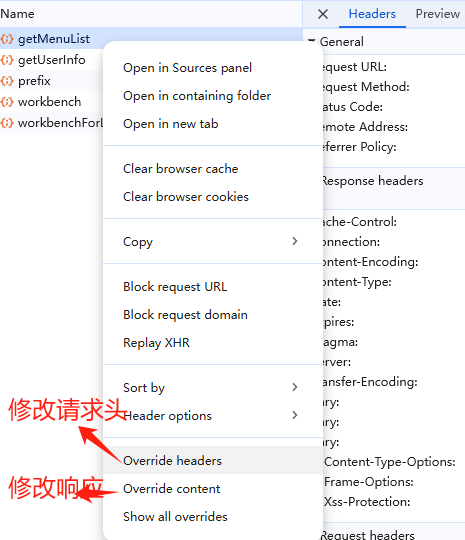 Name
Headers
Preview
getMenuList
General
getUserInfo
Open in Sources panel
equest URL:
prefix
equest Method:
Open in containing folder
workbench
atus Code:
Open in new tab
workbenchForL
emote Address:
eferrer Policy:
Clear browser cache
Response headers
Clear browser cookies
ache-Control:
Copy
onnection:
ontent-Encoding:
ontent-Type:
Block request URL
ate:
Block request domain
xpires:
Replay XHR
agma:
erver:
ansfer-Encoding:
Sort by
ary:
修改请求头
Header options
ary:
ary:
Override headers
-Content-Type-Options:
修改响应
Override content
-Frame-Options:
Show all overrides
-Xss-Protection:
Request headers